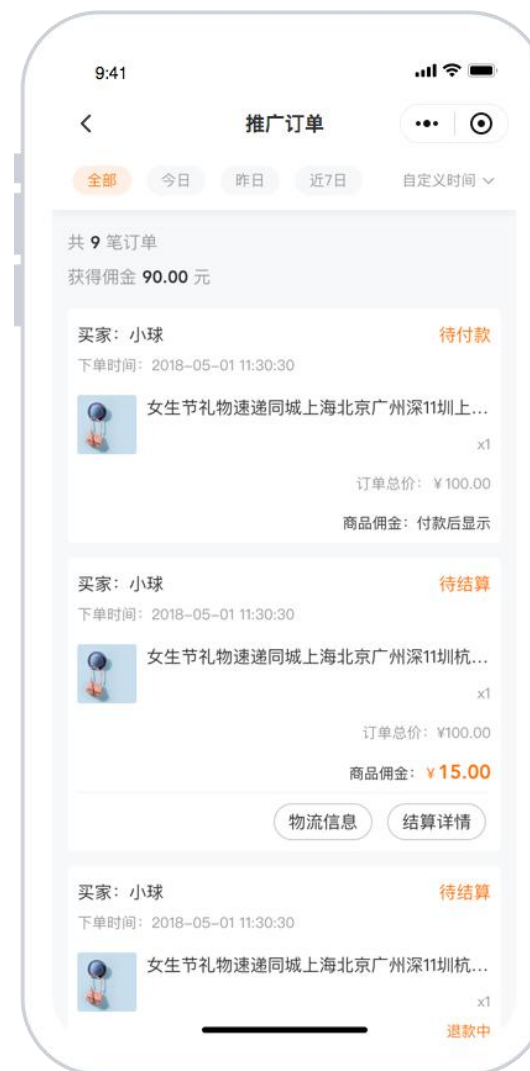 9:41
推广订单
全部 今日 昨日 近7日 自定义时间
共 9 笔订单
获得佣金 90.00 元
买家：小球 待付款
下单时间：2018-05-01 11:30:30
女生节礼物速递同城上海北京广州深11圳上...
x1
订单总价：¥100.00
商品佣金：付款后显示
买家：小球 待结算
下单时间：2018-05-01 11:30:30
女生节礼物速递同城上海北京广州深11圳杭...
x1
订单总价：¥100.00
商品佣金：¥15.00
物流信息 结算详情
买家：小球 待结算
下单时间：2018-05-01 11:30:30
女生节礼物速递同城上海北京广州深11圳杭...
x1
退款中